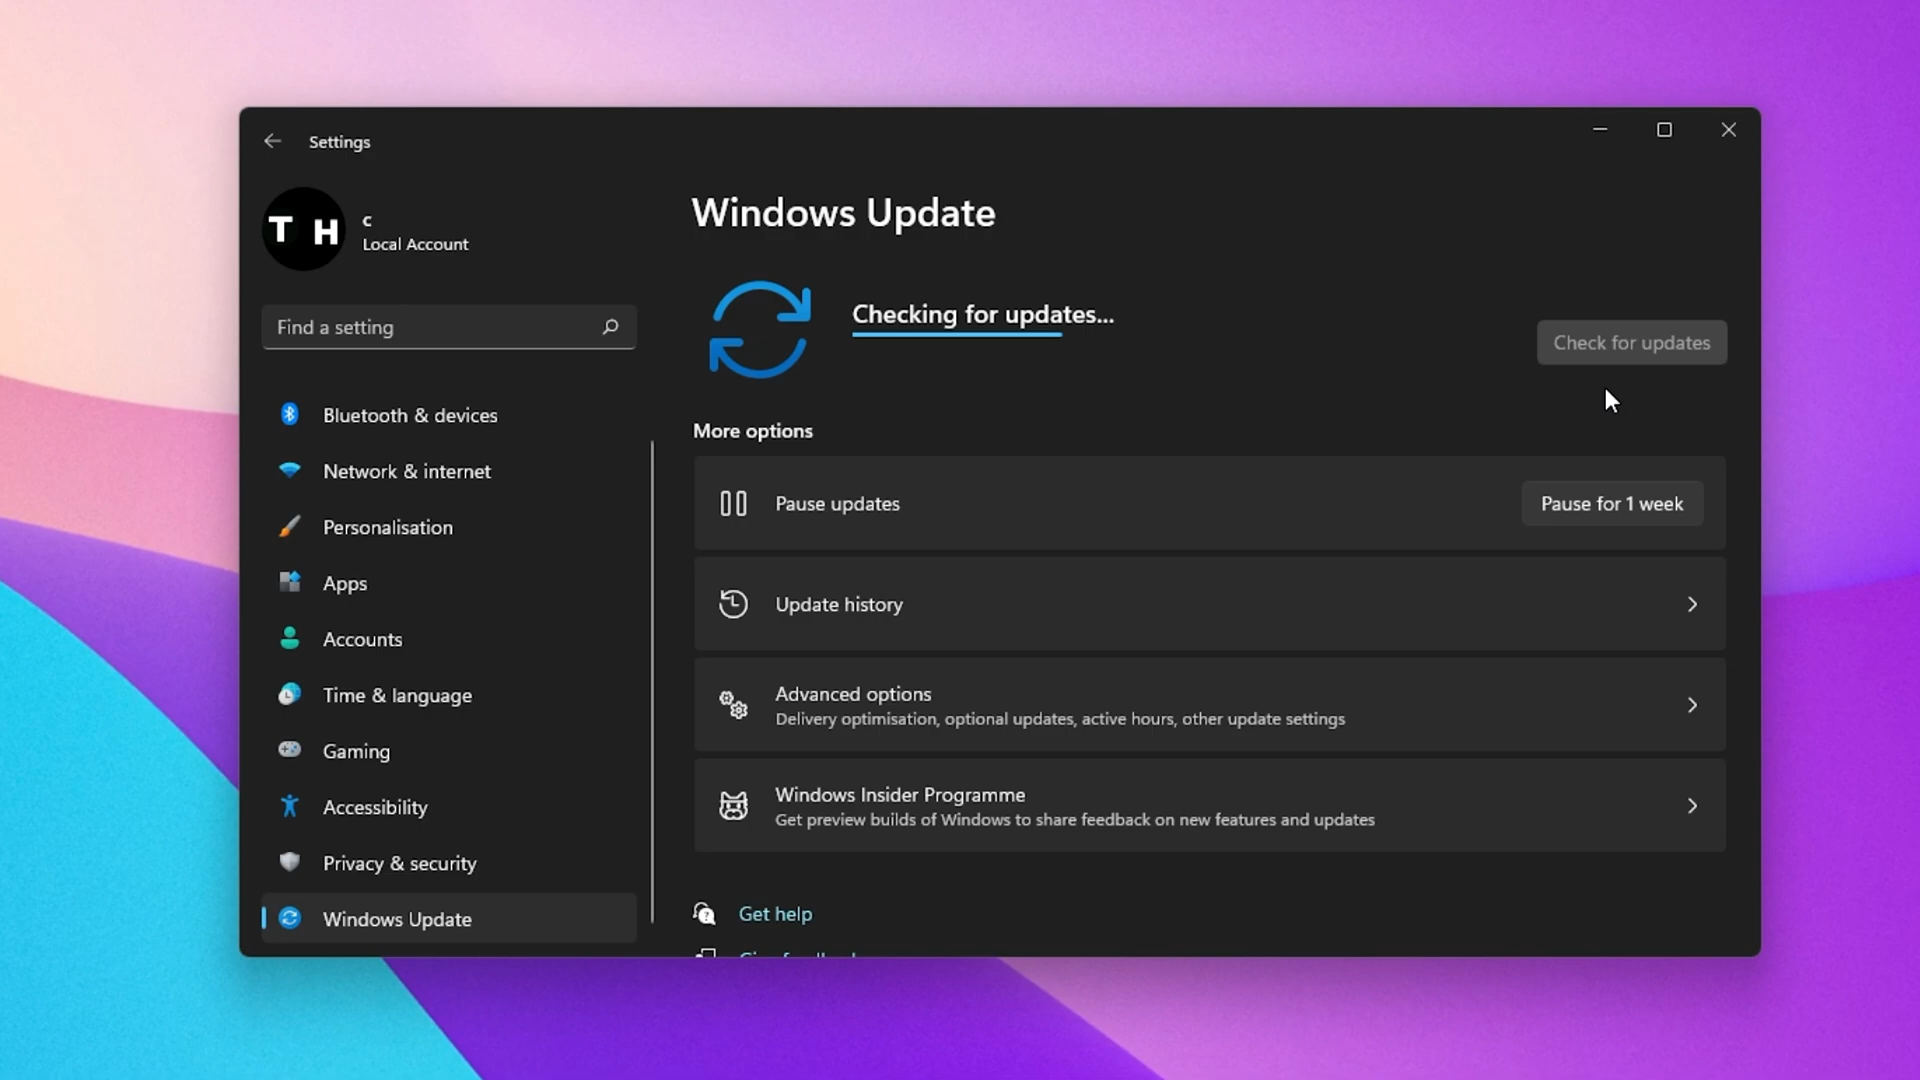 Settings
T H
c
Local Account
Find a setting
Bluetooth & devices
Network & internet
Personalisation
Apps
Accounts
Time & language
Gaming
Accessibility
Privacy & security
Windows Update
Windows Update
Checking for updates...
Check for updates
More options
Pause updates
Pause for 1 week
Update history
Advanced options
Delivery optimisation, optional updates, active hours, other update settings
Windows Insider Programme
Get preview builds of Windows to share feedback on new features and updates
Get help